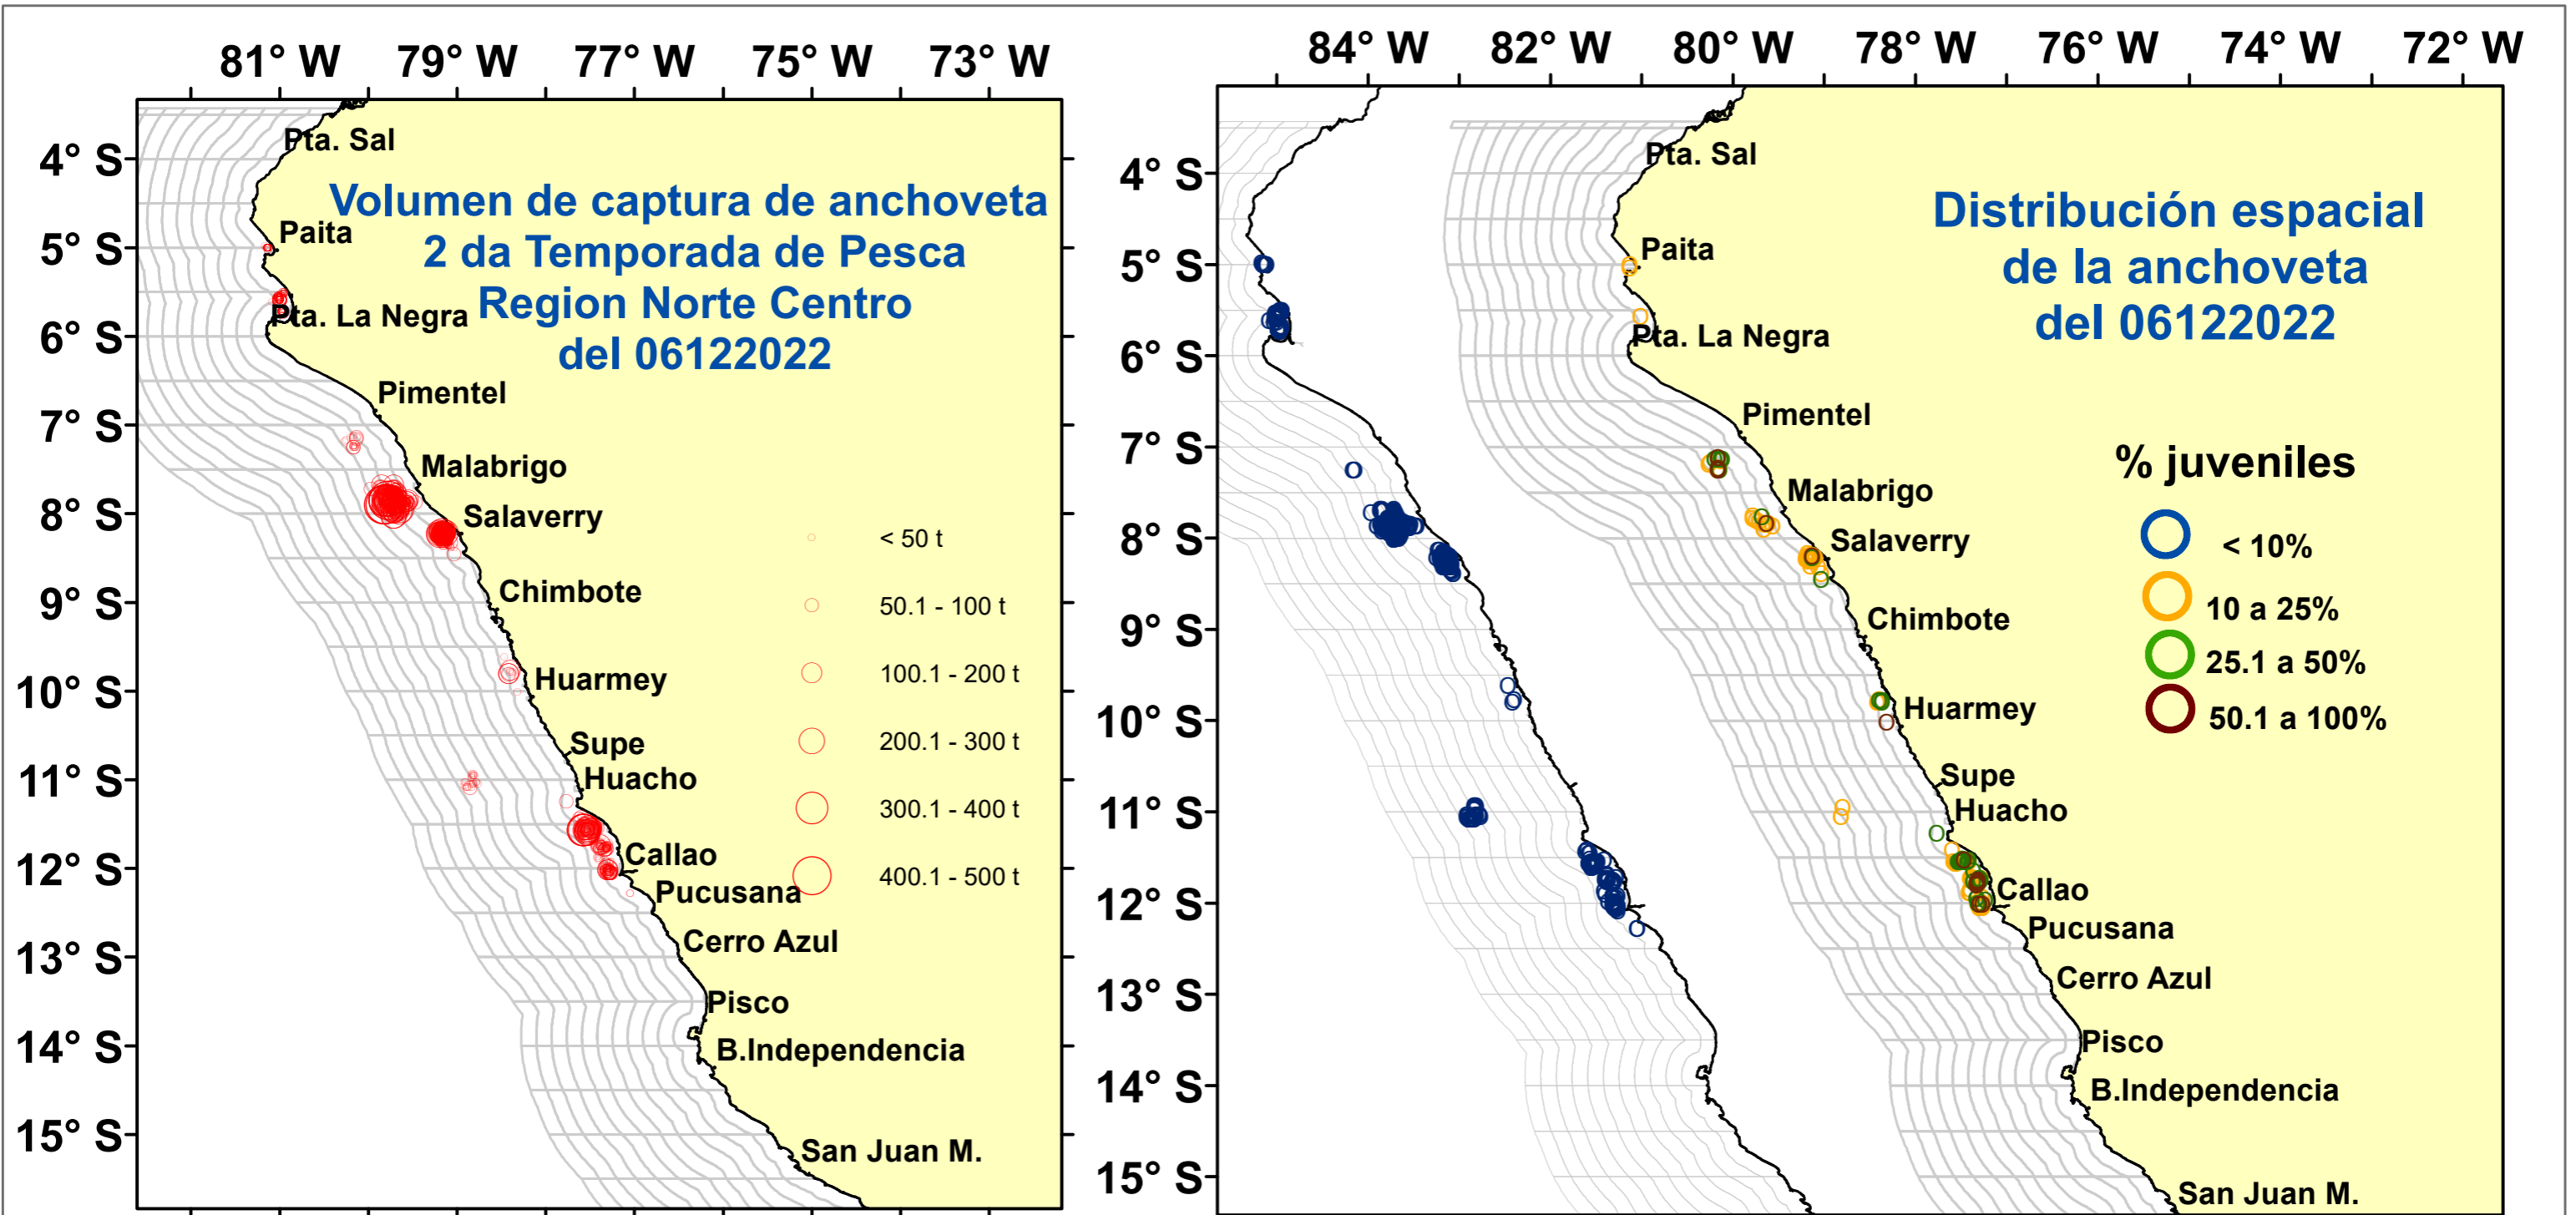 81° W 79° W 77° W 75° W 73° W
4° S
5° S
6° S
7° S
8° S
9° S
10° S
11° S
12° S
13° S
14° S
15° S
Volumen de captura de anchoveta
2 da Temporada de Pesca
Region Norte Centro
del 06122022
Pta. Sal
Paita
Pta. La Negra
Pimentel
Malabrigo
Salaverry
Chimbote
Huarmey
Supe
Huacho
Callao
Pucusana
Cerro Azul
Pisco
B.Independencia
San Juan M.
< 50 t
50.1 - 100 t
100.1 - 200 t
200.1 - 300 t
300.1 - 400 t
400.1 - 500 t
84° W 82° W 80° W 78° W 76° W 74° W 72° W
4° S
5° S
6° S
7° S
8° S
9° S
10° S
11° S
12° S
13° S
14° S
15° S
Distribución espacial
de la anchoveta
del 06122022
Pta. Sal
Paita
Pta. La Negra
Pimentel
Malabrigo
Salaverry
Chimbote
Huarmey
Supe
Huacho
Callao
Pucusana
Cerro Azul
Pisco
B.Independencia
San Juan M.
% juveniles
< 10%
10 a 25%
25.1 a 50%
50.1 a 100%